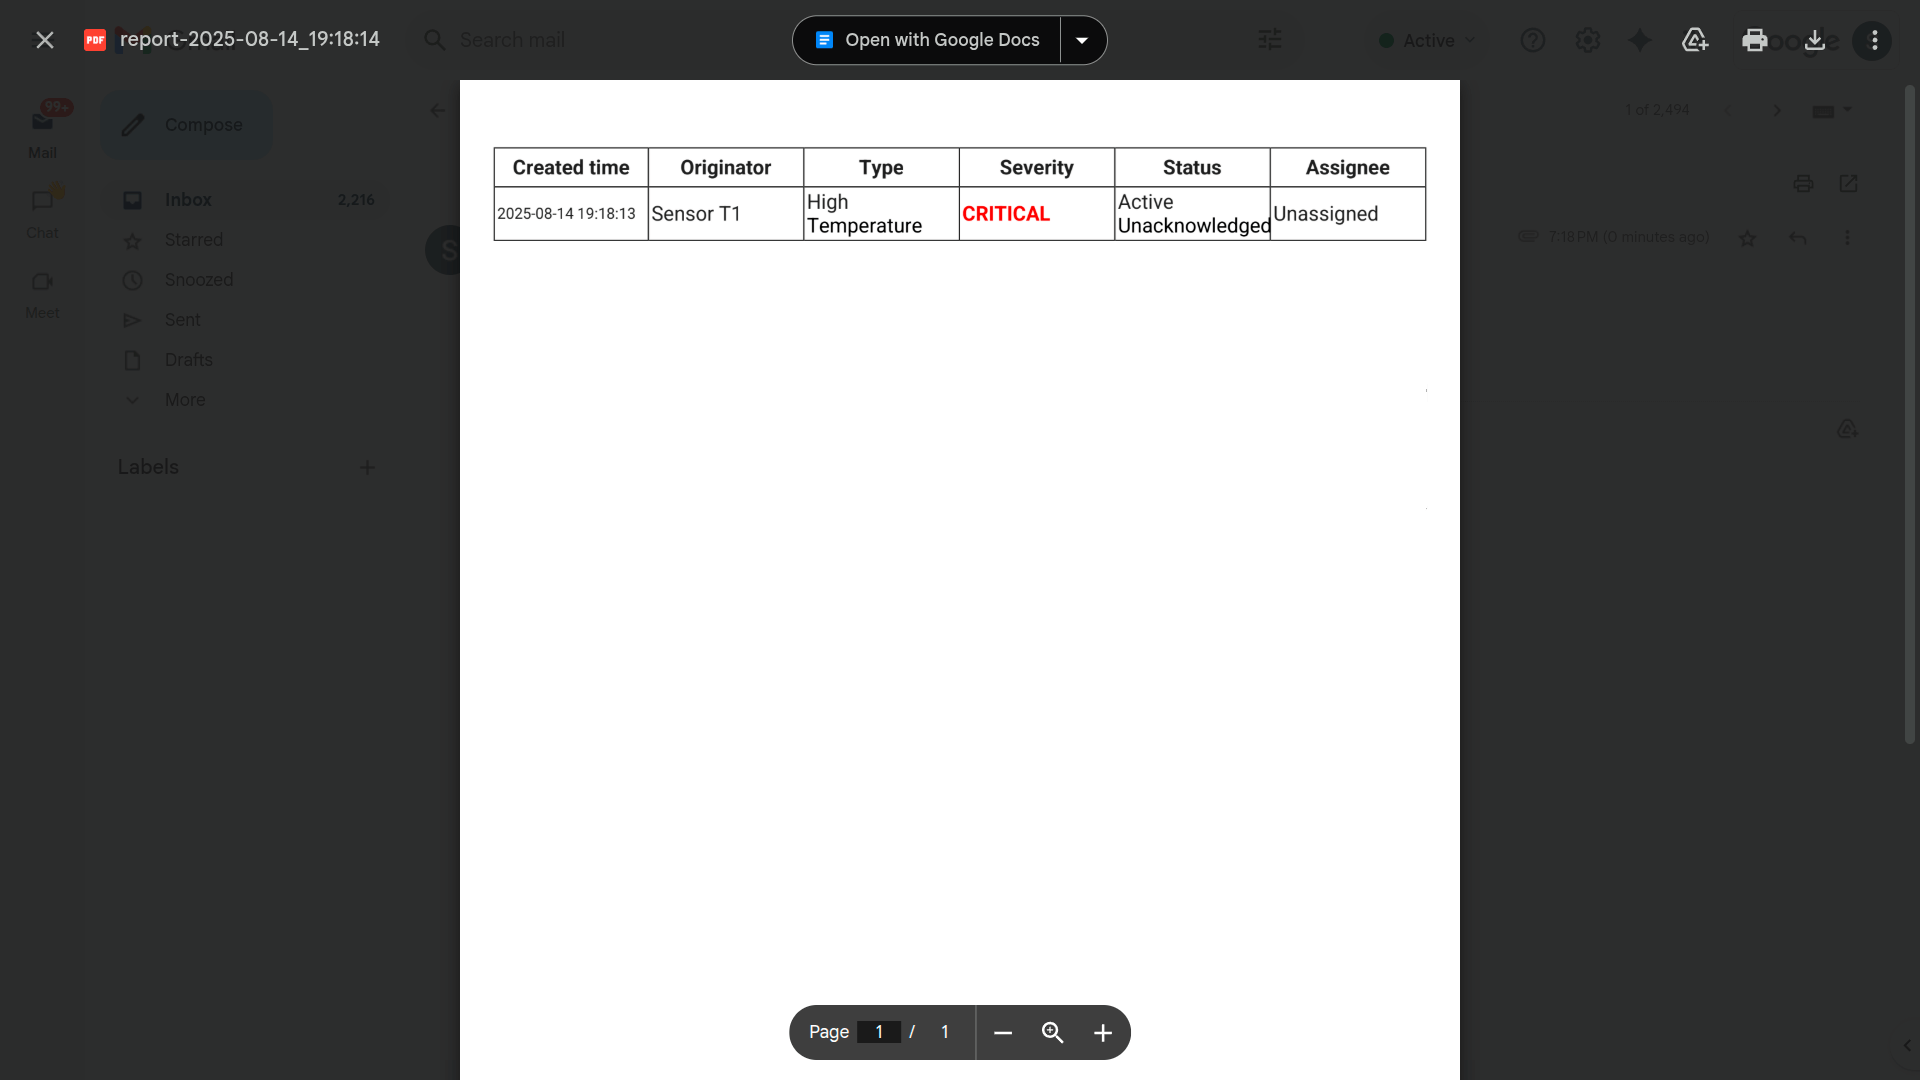 PDF report-2025-08-14_19:18:14
Search mail
Open with Google Docs
Active
99+
Mail
Compose
1 of 2,494
Chat
Inbox 2,216
Starred
Snoozed
Meet
Sent
Drafts
More
Labels
S
7:18 PM (0 minutes ago)
Created time Originator Type Severity Status Assignee
2025-08-14 19:18:13 Sensor T1 High Temperature CRITICAL Active Unacknowledged Unassigned
Page 1 / 1